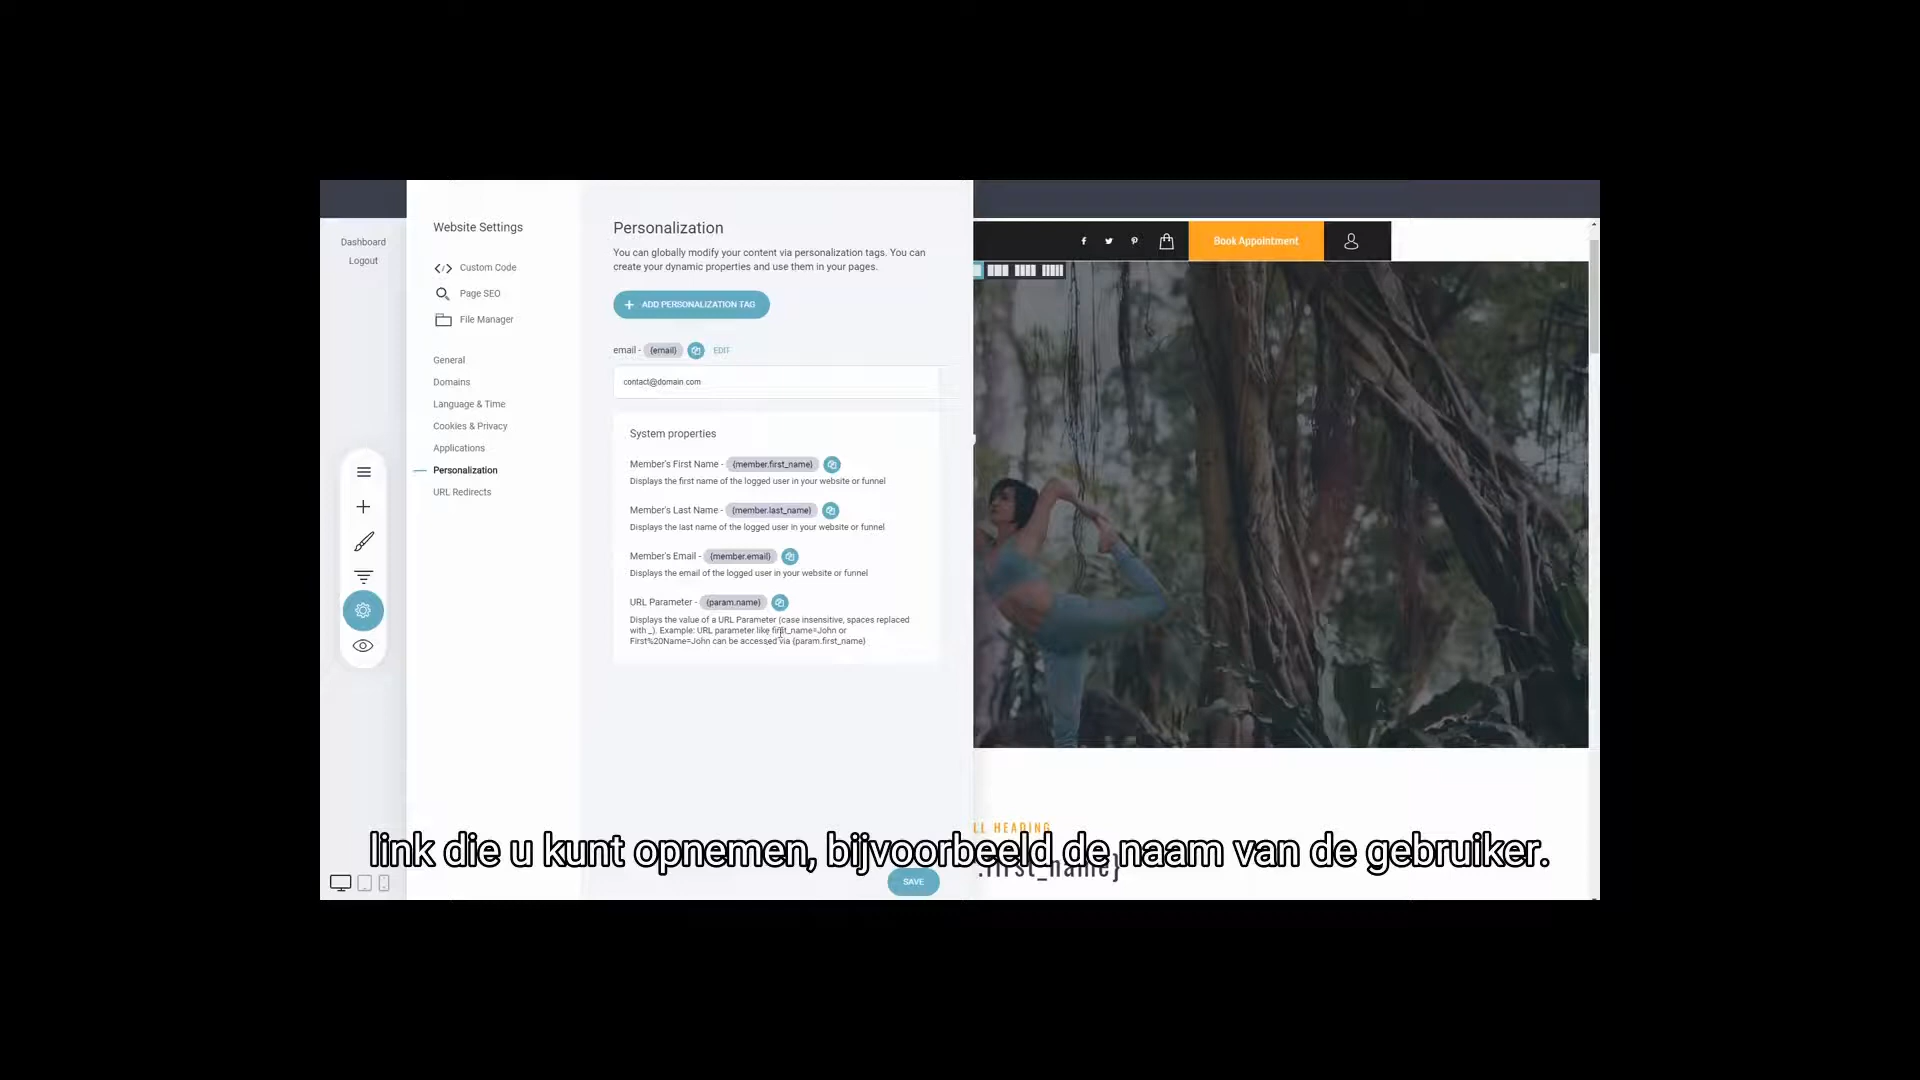 Dashboard
Logout
Website Settings
Custom Code
Page SEO
File Manager
General
Domains
Language & Time
Cookies & Privacy
Applications
Personalization
URL Redirects
Personalization
You can globally modify your content via personalization tags. You can
create your dynamic properties and use them in your pages.
+ ADD PERSONALIZATION TAG
email - {email} EDIT
contact@domain.com
System properties
Member's First Name - {member.first_name}
Displays the first name of the logged user in your website or funnel
Member's Last Name - {member.last_name}
Displays the last name of the logged user in your website or funnel
Member's Email - {member.email}
Displays the email of the logged user in your website or funnel
URL Parameter - {param.name}
Displays the value of a URL Parameter (case insensitive, spaces replaced
with _). Example: URL parameter like first_name=John or
First%20Name=John can be accessed via {param.first_name}
SAVE
Book Appointment
LL HEADING
.first_name}
link die u kunt opnemen, bijvoorbeeld de naam van de gebruiker.